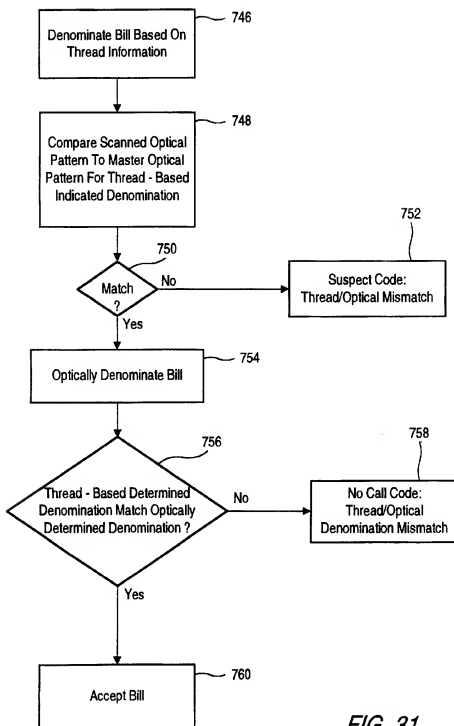 746
Denominate Bill Based On
Thread Information
748
Compare Scanned Optical
Pattern To Master Optical
Pattern For Thread - Based
Indicated Denomination
750
Match
?
No
Yes
752
Suspect Code:
Thread/Optical Mismatch
754
Optically Denominate Bill
756
Thread - Based Determined
Denomination Match Optically
Determined Denomination ?
No
Yes
758
No Call Code:
Thread/Optical
Denomination Mismatch
760
Accept Bill
FIG. 31